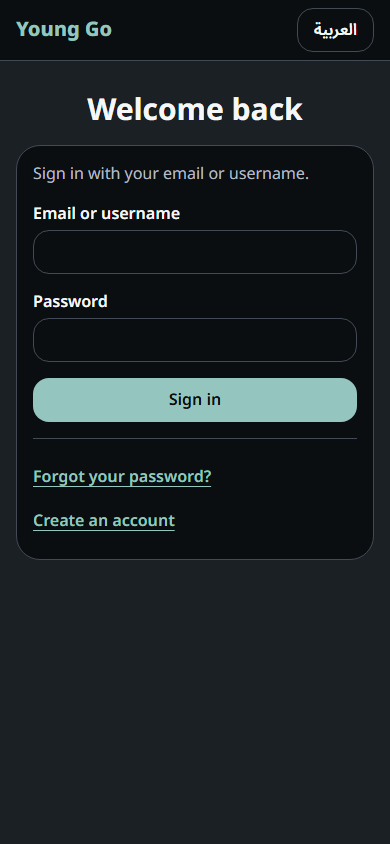 Young Go
العربية
Welcome back
Sign in with your email or username.
Email or username
Password
Sign in
Forgot your password?
Create an account